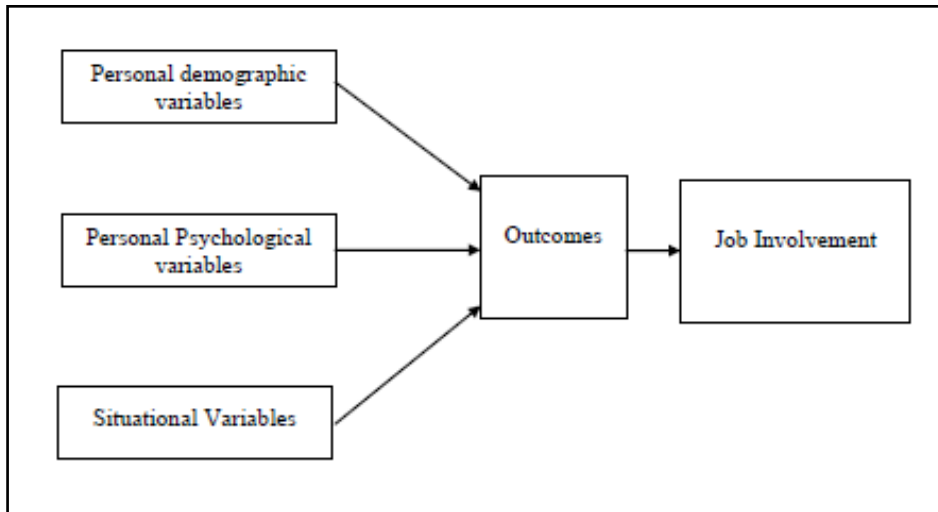 Personal demographic
variables
Personal Psychological
variables
Situational Variables
Outcomes
Job Involvement